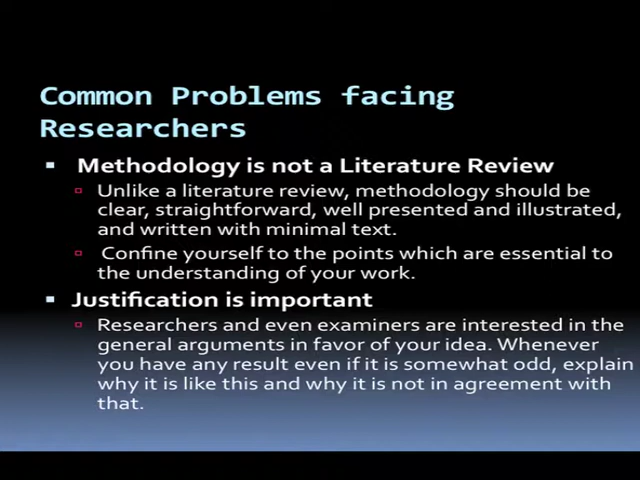 Common Problems facing
Researchers
Methodology is not a Literature Review
Unlike a literature review, methodology should be
clear, straightforward, well presented and illustrated,
and written with minimal text.
Confine yourself to the points which are essential to
the understanding of your work.
Justification is important
Researchers and even examiners are interested in the
general arguments in favor of your idea. Whenever
you have any result even if it is somewhat odd, explain
why it is like this and why it is not in agreement with
that.